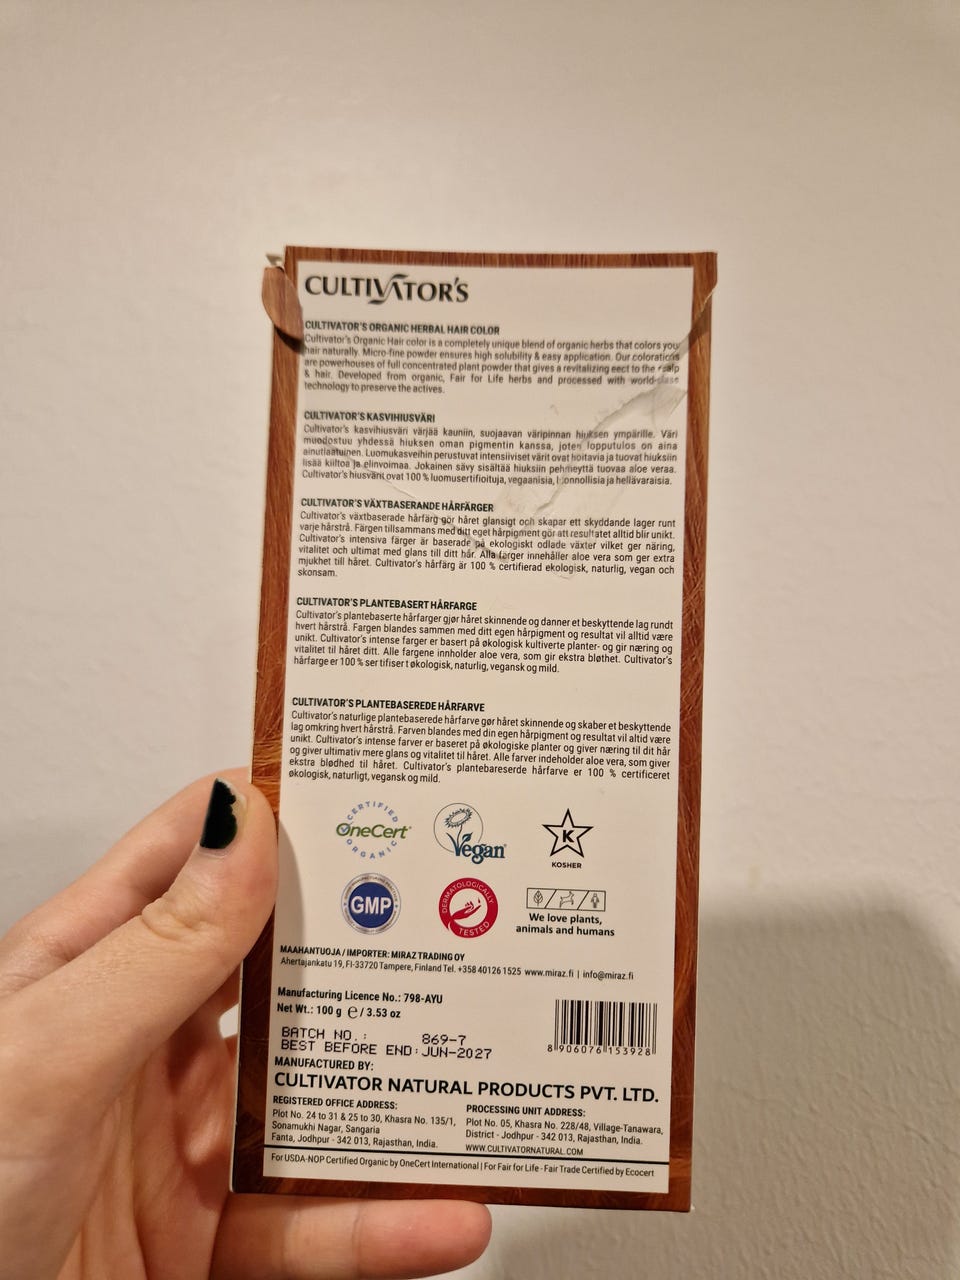 CULTIVATOR'S
CULTIVATOR'S ORGANIC HERBAL HAIR COLOR
Cultivator's Organic Hair color is a completely unique blend of organic herbs that colors you
hair naturally. Micro-fine powder ensures high solubility & easy application. Our colorations
are powerhouses of full concentrated plant powder that gives a revitalizing eect to the scalp
& hair. Developed from organic, Fair for Life herbs and processed with world-class
technology to preserve the actives.
CULTIVATOR'S KASVIHIUSVÄRI
Cultivator's kasvihiusväri värjää kauniin, suojaavan väripinnan hiuksen ympärille. Väri
muodostuu yhdessä hiuksen oman pigmentin kanssa, joten lopputulos on aina
ainutlaatuinen. Luomukasveihin perustuvat intensiiviset värit ovat hoitavia ja tuovat hiuksiin
lisää kiiltoa ja elinvoimaa. Jokainen sävy sisältää hiuksiin pehmeyttä tuovaa aloe veraa.
Cultivator's hiusvärit ovat 100 % luomusertifioituja, vegaanisia, luonnollisia ja hellävaraisia.
CULTIVATOR'S VÄXTBASERANDE HÅRFÄRGER
Cultivator's växtbaserade hårfärg gör håret glansigt och skapar ett skyddande lager runt
varje hårstrå. Färgen tillsammans med ditt eget hårpigment gör att resultatet alltid blir unikt.
Cultivator's intensiva färger är baserade på ekologiskt odlade växter vilket ger näring,
vitalitet och ultimat med glans till ditt hår. Alla färger innehåller aloe vera som ger extra
mjukhet till håret. Cultivator's hårfärg är 100 % certifierad ekologisk, naturlig, vegan och
skonsam.
CULTIVATOR'S PLANTEBASERT HÅRFARGE
Cultivator's plantebaserte hårfarger gjør håret skinnende og danner et beskyttende lag rundt
hvert hårstrå. Fargen blandes sammen med ditt egen hårpigment og resultat vil alltid være
unikt. Cultivator's intense farger er basert på økologisk kultiverte planter- og gir næring og
vitalitet til håret ditt. Alle fargene innholder aloe vera, som gir ekstra bløthet. Cultivator's
hårfarge er 100 % sertifisert økologisk, naturlig, vegansk og mild.
CULTIVATOR'S PLANTEBASEREDE HÅRFARVE
Cultivator's naturlige plantebaserede hårfarve gør håret skinnende og skaber et beskyttende
lag omkring hvert hårstrå. Farven blandes med din egen hårpigment og resultat vil altid være
unikt. Cultivator's intense farver er baseret på økologiske planter og giver næring til dit hår
og giver ultimativ mere glans og vitalitet til håret. Alle farver indeholder aloe vera, som giver
ekstra blødhed til håret. Cultivator's plantebareserde hårfarve er 100 % certificeret
økologisk, naturligt, vegansk og mild.
CERTIFIED
OneCert
ORGANIC
Vegan
K
KOSHER
GMP
DERMATOLOGICALLY
TESTED
We love plants,
animals and humans
MAAHANTUOJA / IMPORTER: MIRAZ TRADING OY
Ahertajankatu 19, FI-33720 Tampere, Finland Tel. +358 40126 1525 www.miraz.fi | info@miraz.fi
Manufacturing Licence No.: 798-AYU
Net Wt.: 100 g e / 3.53 oz
BATCH NO.: 869-7
BEST BEFORE END: JUN-2027
8 906076 153928
MANUFACTURED BY:
CULTIVATOR NATURAL PRODUCTS PVT. LTD.
REGISTERED OFFICE ADDRESS:
Plot No. 24 to 31 & 25 to 30, Khasra No. 135/1,
Sonamukhi Nagar, Sangaria
Fanta, Jodhpur - 342 013, Rajasthan, India.
PROCESSING UNIT ADDRESS:
Plot No. 05, Khasra No. 228/48, Village-Tanawara,
District - Jodhpur - 342 013, Rajasthan, India.
WWW.CULTIVATORNATURAL.COM
For USDA-NOP Certified Organic by OneCert International | For Fair for Life - Fair Trade Certified by Ecocert